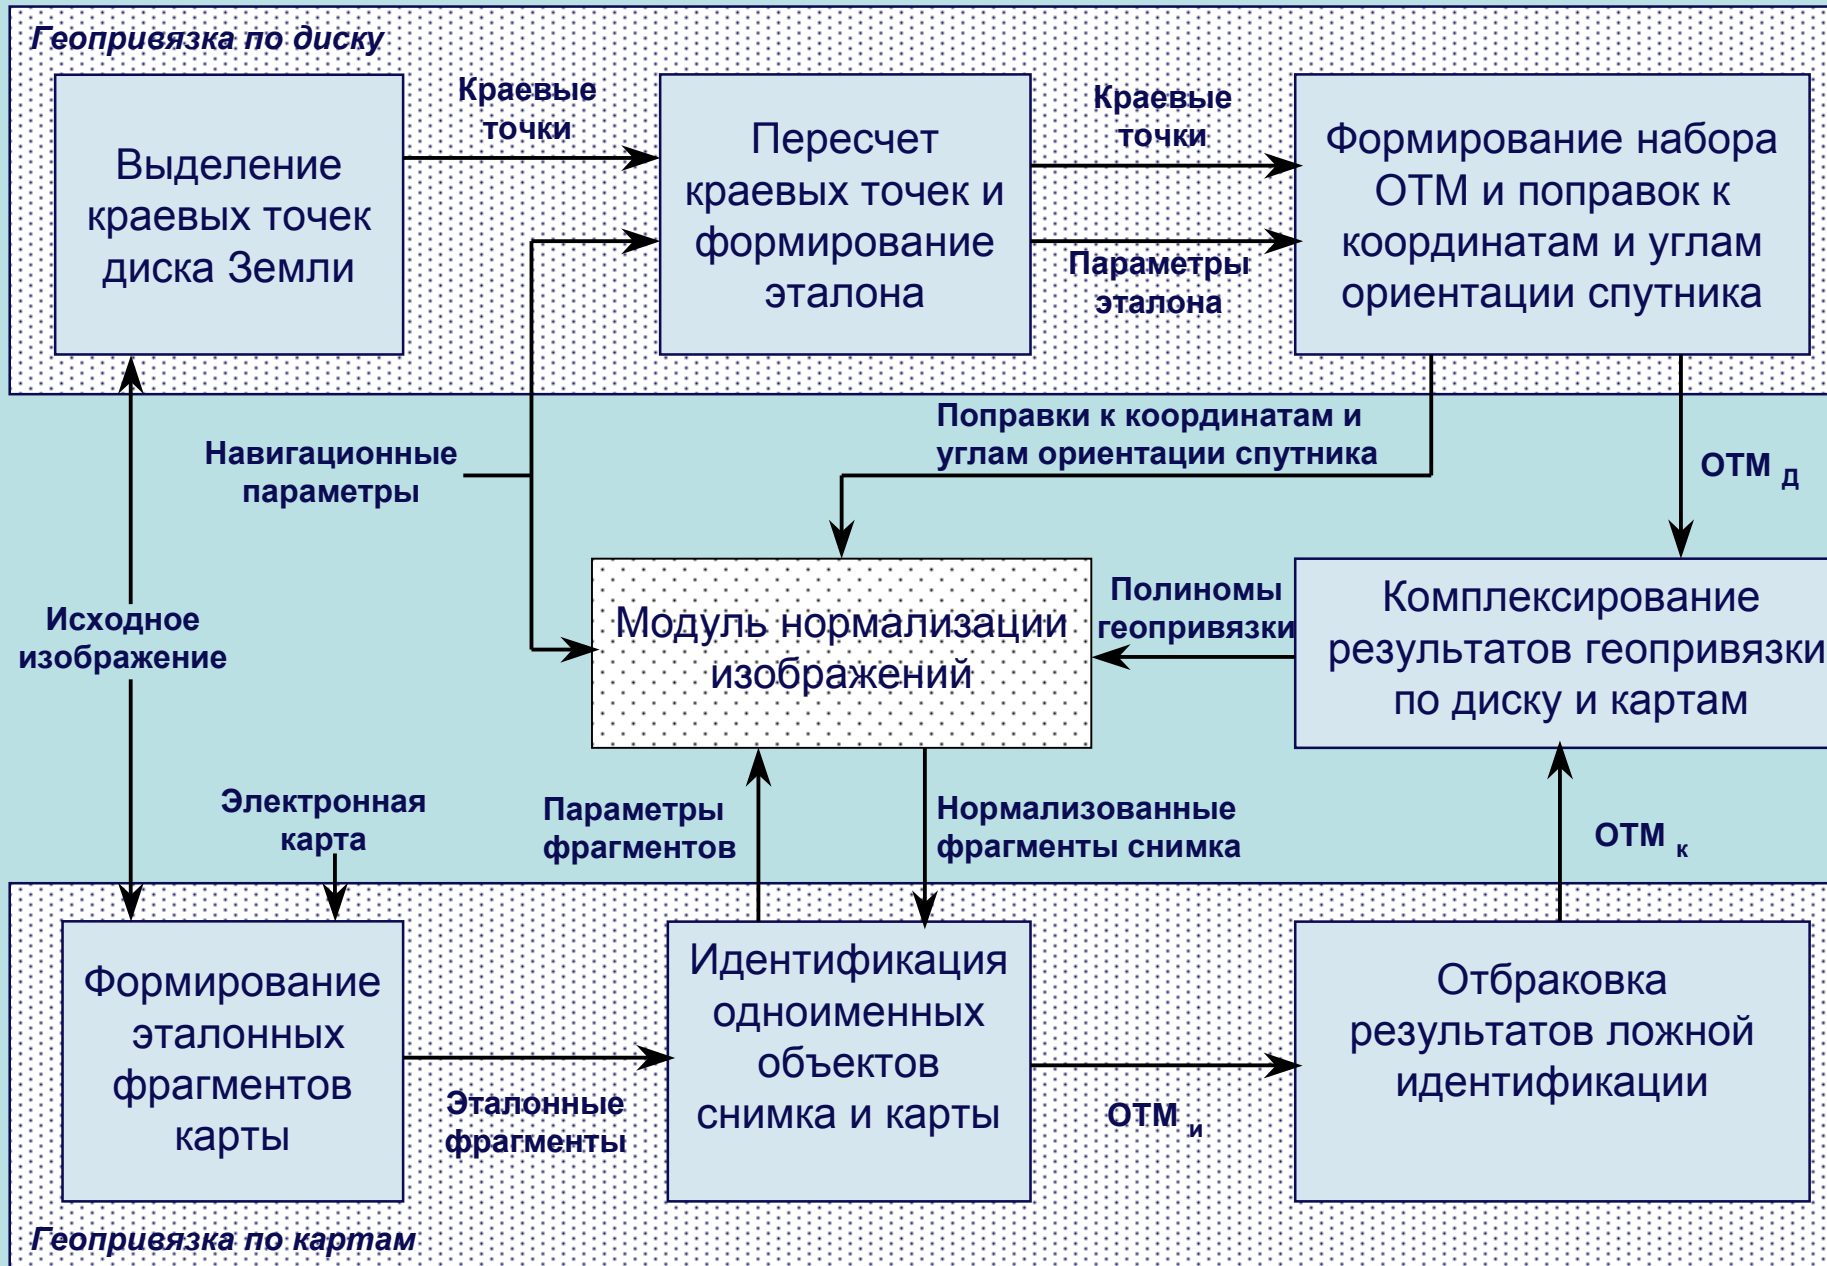 Геопривязка по диску
Выделение
краевых точек
диска Земли
Краевые
точки
Пересчет
краевых точек и
формирование
эталона
Краевые
точки
Параметры
эталона
Формирование набора
ОТМ и поправок к
координатам и углам
ориентации спутника
Навигационные
параметры
Поправки к координатам и
углам ориентации спутника
ОТМ д
Исходное
изображение
Модуль нормализации
изображений
Полиномы
геопривязки
Комплексирование
результатов геопривязки
по диску и картам
Электронная
карта
Параметры
фрагментов
Нормализованные
фрагменты снимка
ОТМ к
Формирование
эталонных
фрагментов
карты
Эталонные
фрагменты
Идентификация
одноименных
объектов
снимка и карты
ОТМ и
Отбраковка
результатов ложной
идентификации
Геопривязка по картам